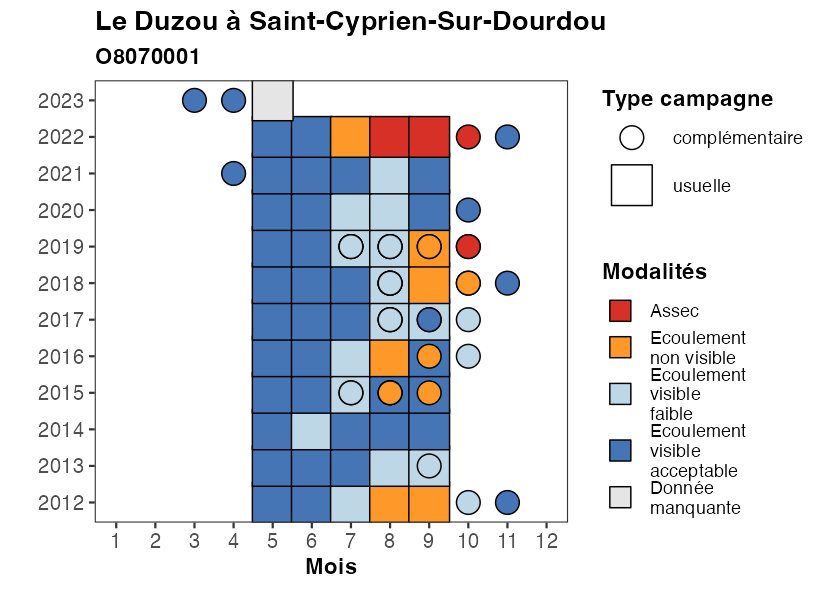 Le Duzou à Saint-Cyprien-Sur-Dourdou
O8070001
2023
2022
2021
2020
2019
2018
2017
2016
2015
2014
2013
2012
1 2 3 4 5 6 7 8 9 10 11 12
Mois
Type campagne
complémentaire
usuelle
Modalités
Assec
Ecoulement
non visible
Ecoulement
visible
faible
Ecoulement
visible
acceptable
Donnée
manquante